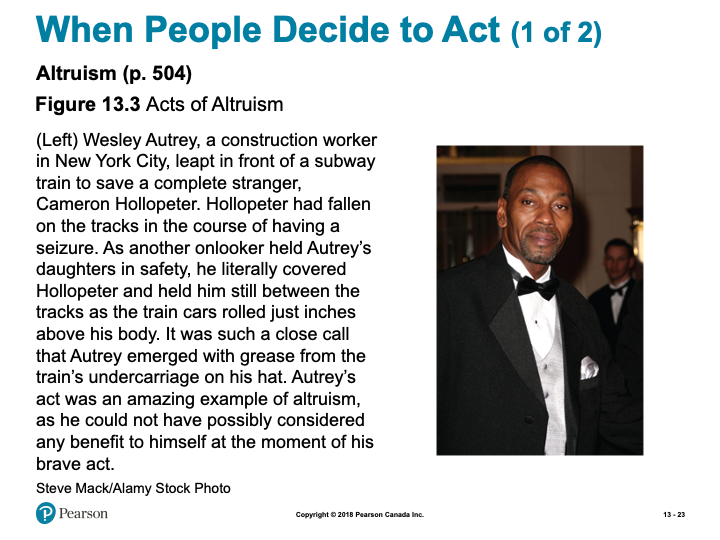 When People Decide to Act (1 of 2)
Altruism (p. 504)
Figure 13.3 Acts of Altruism
(Left) Wesley Autrey, a construction worker
in New York City, leapt in front of a subway
train to save a complete stranger,
Cameron Hollopeter. Hollopeter had fallen
on the tracks in the course of having a
seizure. As another onlooker held Autrey’s
daughters in safety, he literally covered
Hollopeter and held him still between the
tracks as the train cars rolled just inches
above his body. It was such a close call
that Autrey emerged with grease from the
train’s undercarriage on his hat. Autrey’s
act was an amazing example of altruism,
as he could not have possibly considered
any benefit to himself at the moment of his
brave act.
Steve Mack/Alamy Stock Photo
P Pearson
Copyright © 2018 Pearson Canada Inc.
13 - 23